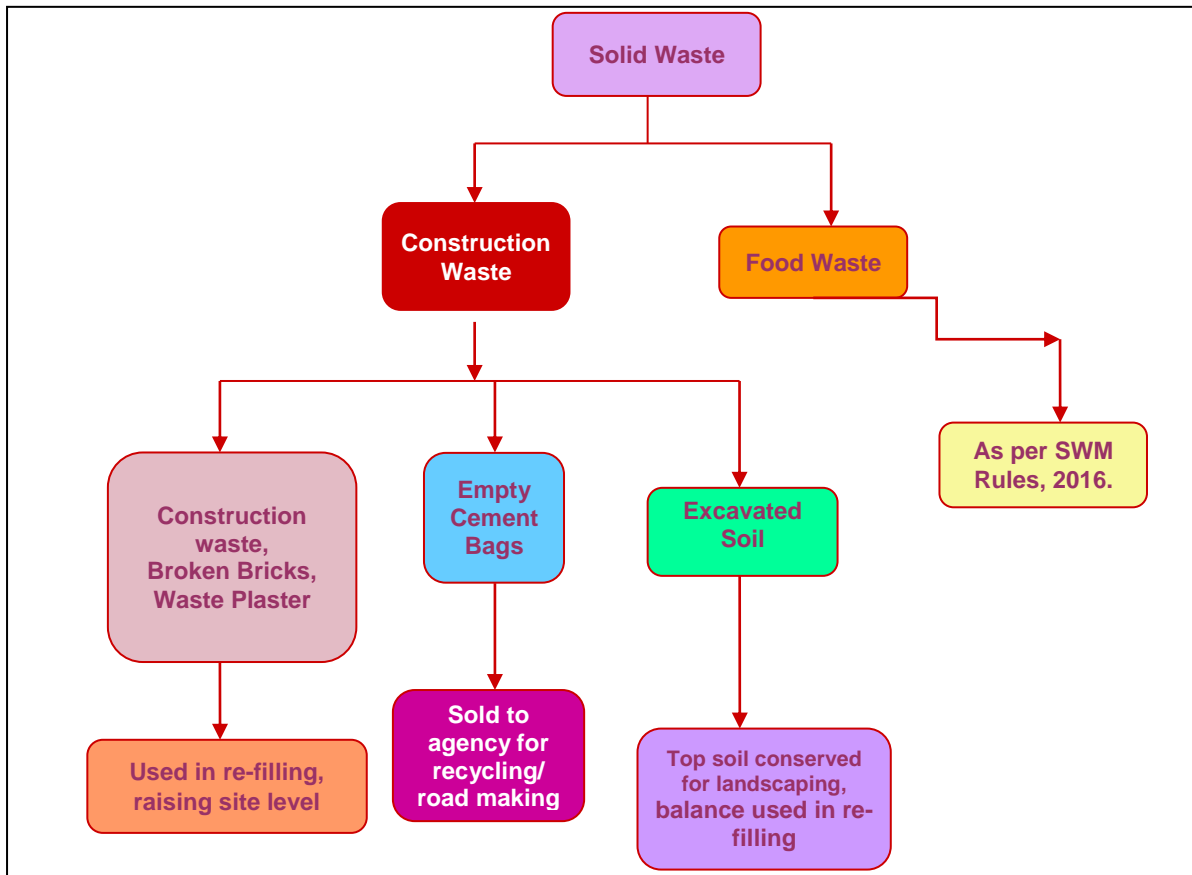 Solid Waste
Construction
Waste
Food Waste
Construction
waste,
Broken Bricks,
Waste Plaster
Empty
Cement
Bags
Excavated
Soil
As per SWM
Rules, 2016.
Used in re-filling,
raising site level
Sold to
agency for
recycling/
road making
Top soil conserved
for landscaping,
balance used in re-
filling